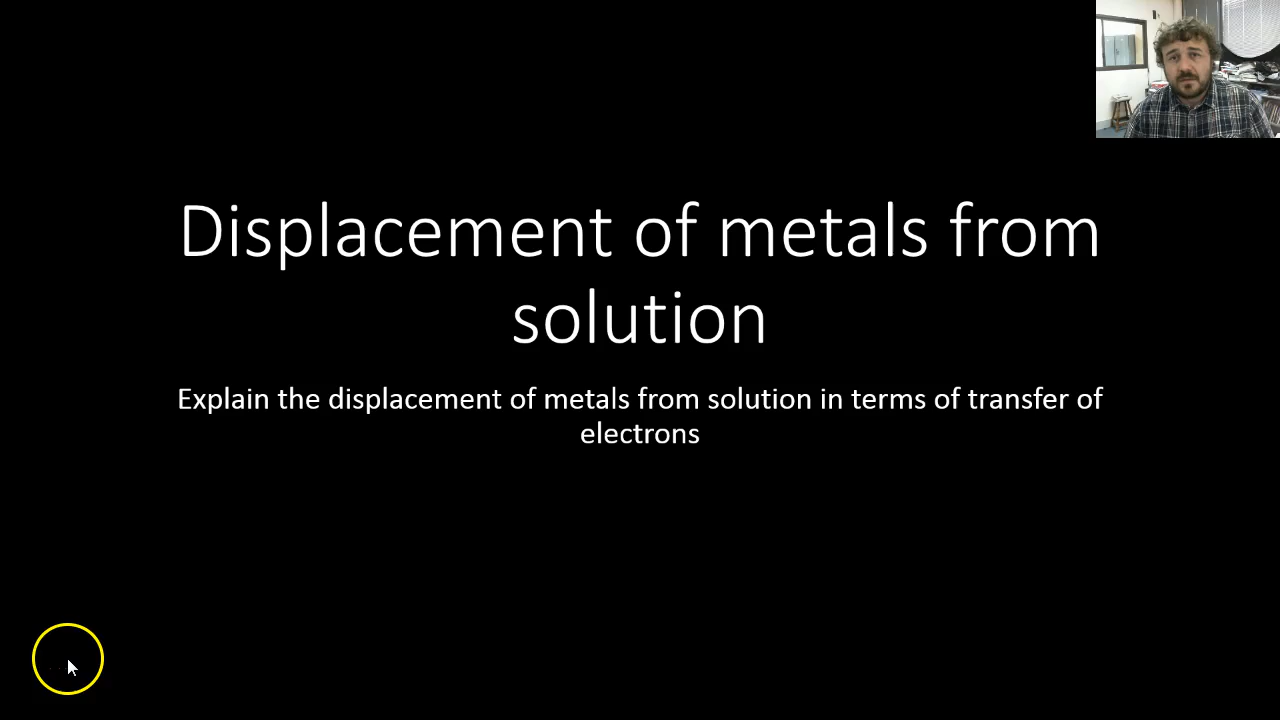 Displacement of metals from
solution
Explain the displacement of metals from solution in terms of transfer of
electrons